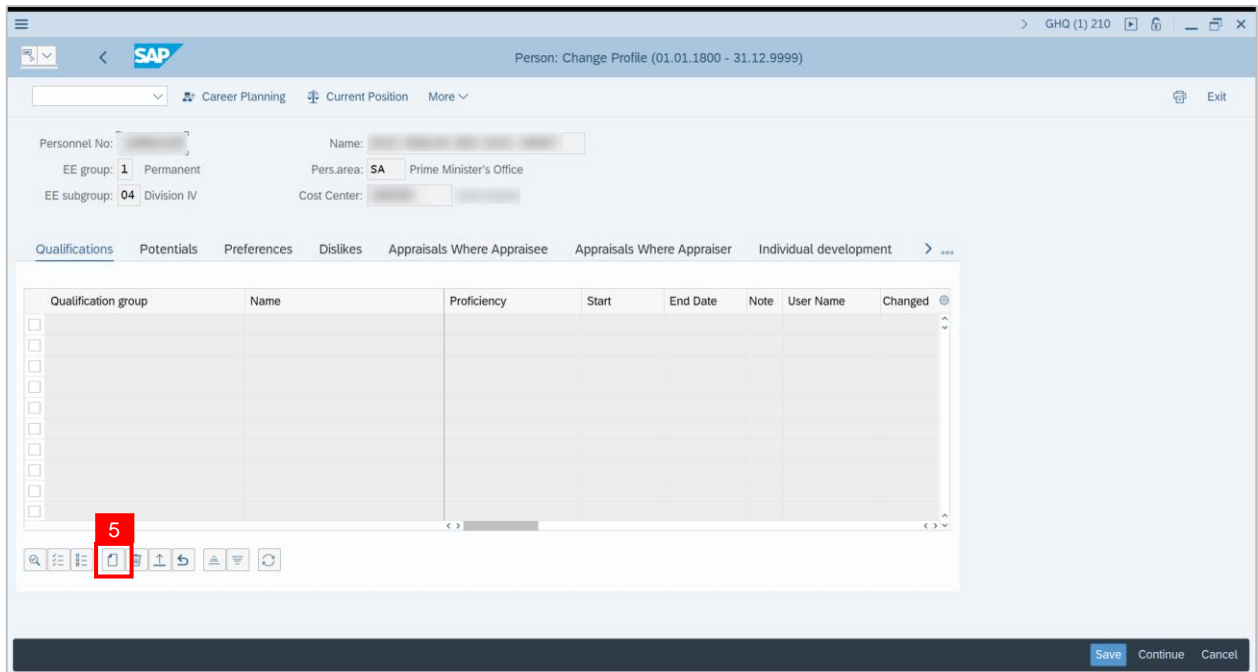 GHQ (1) 210
SAP
Person: Change Profile (01.01.1800 - 31.12.9999)
Career Planning Current Position More Exit
Personnel No: Name:
EE group: 1 Permanent Pers.area: SA Prime Minister's Office
EE subgroup: 04 Division IV Cost Center:
Qualifications Potentials Preferences Dislikes Appraisals Where Appraisee Appraisals Where Appraiser Individual development
Qualification group Name Proficiency Start End Date Note User Name Changed
5
Save Continue Cancel